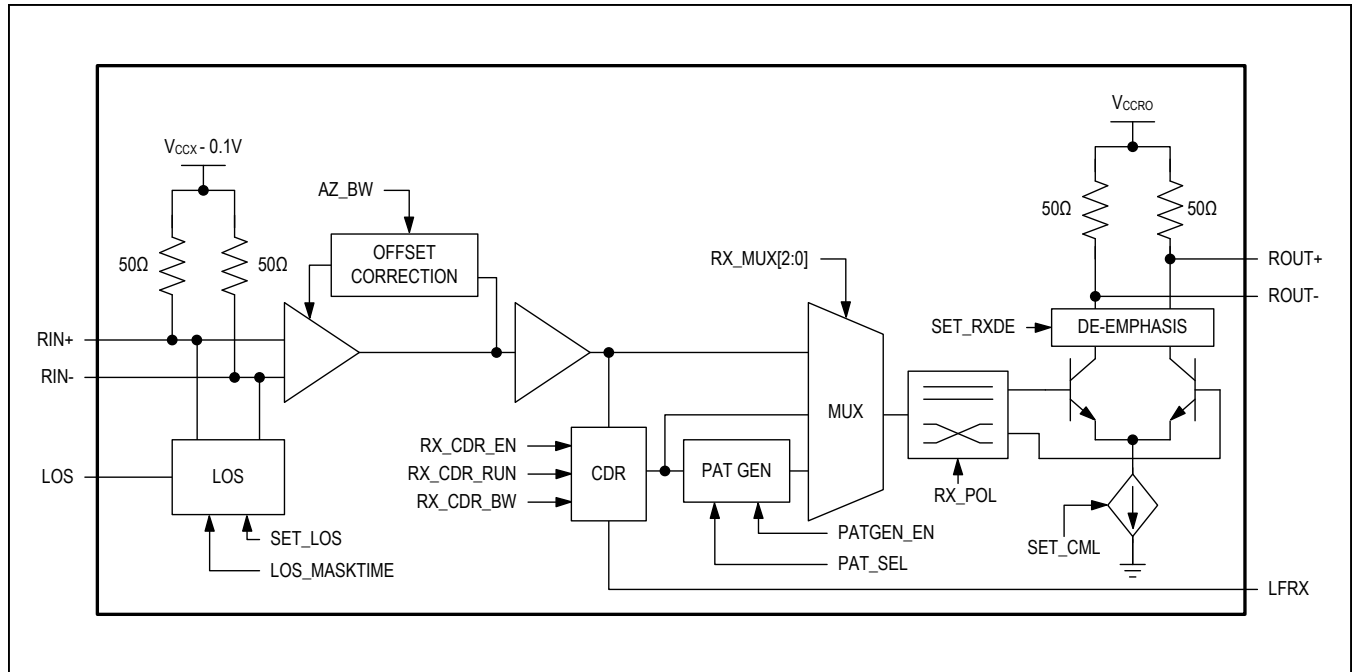 VCCRO
VCCX - 0.1V
AZ_BW
50Ω
50Ω
OFFSET
CORRECTION
RX_MUX[2:0]
50Ω
50Ω
ROUT+
ROUT-
SET_RXDE
DE-EMPHASIS
RIN+
RIN-
MUX
RX_CDR_EN
RX_CDR_RUN
RX_CDR_BW
CDR
PAT GEN
LOS
LOS
RX_POL
SET_LOS
LOS_MASKTIME
PATGEN_EN
PAT_SEL
SET_CML
LFRX